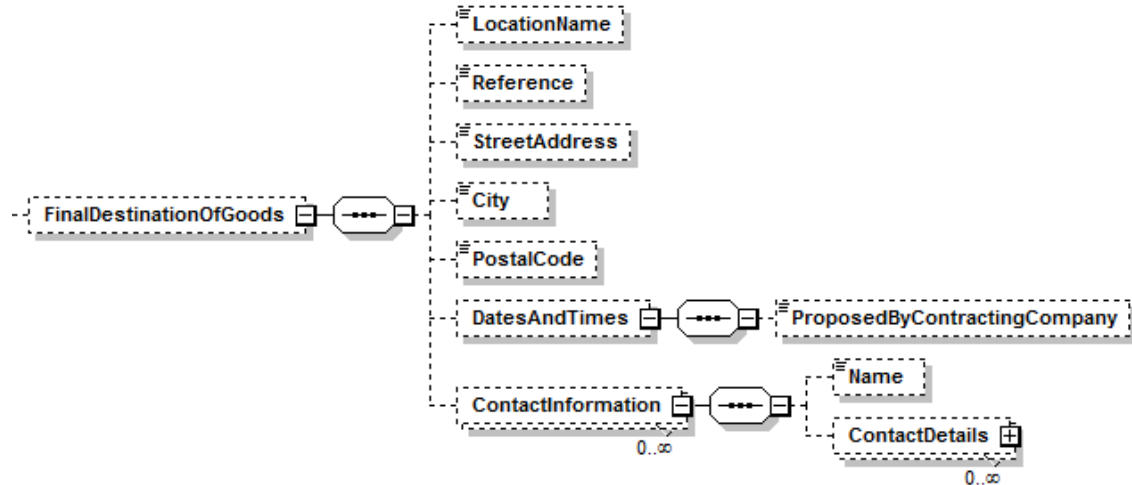 LocationName
Reference
StreetAddress
FinalDestinationOfGoods
City
PostalCode
DatesAndTimes
ProposedByContractingCompany
ContactInformation
0..∞
Name
ContactDetails
0..∞